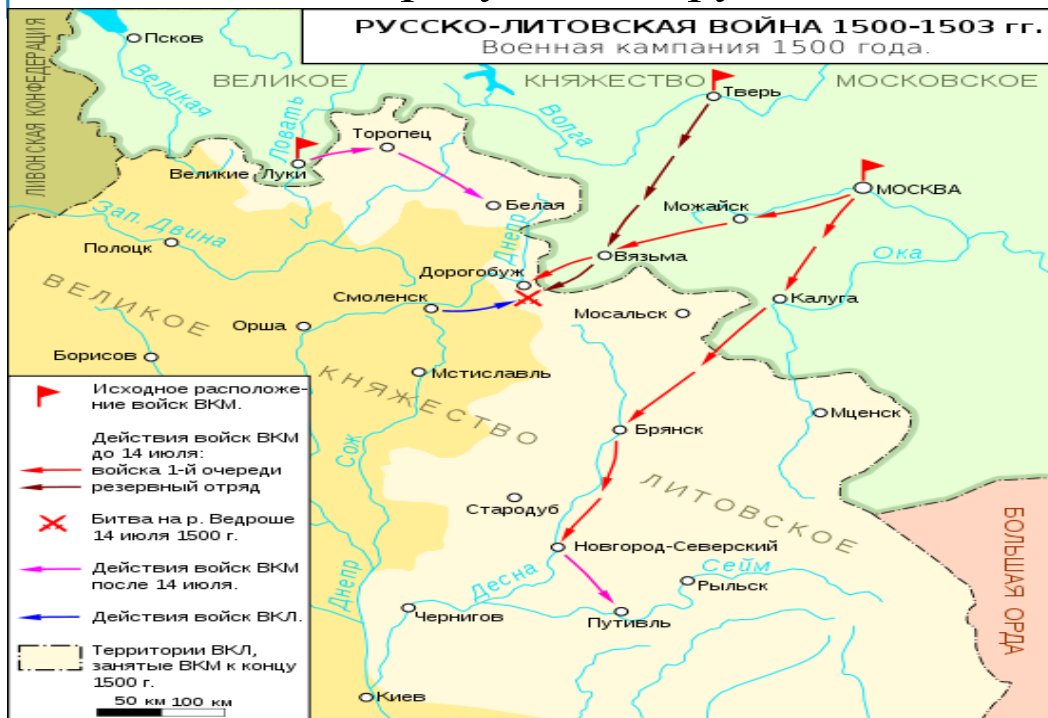 РУССКО-ЛИТОВСКАЯ ВОЙНА 1500-1503 гг.
Военная кампания 1500 года.
ЛИВОНСКАЯ КОНФЕДЕРАЦИЯ
Псков
ВЕЛИКОЕ
КНЯЖЕСТВО
МОСКОВСКОЕ
Великая
Ловать
Волга
Тверь
Торопец
Великие Луки
Белая
МОСКВА
Можайск
Зап. Двина
Полоцк
Днепр
Вязьма
Ока
Дорогобуж
Смоленск
Калуга
Мосальск
ВЕЛИКОЕ
Орша
Борисов
КНЯЖЕСТВО
Мстиславль
Мценск
Брянск
Сож
ЛИТОВСКОЕ
Стародуб
БОЛЬШАЯ ОРДА
Новгород-Северский
Десна
Сейм
Рыльск
Днепр
Чернигов
Путивль
Киев
Исходное расположе-
ние войск ВКМ.
Действия войск ВКМ
до 14 июля:
войска 1-й очереди
резервный отряд
Битва на р. Ведроше
14 июля 1500 г.
Действия войск ВКМ
после 14 июля.
Действия войск ВКЛ.
Территории ВКЛ,
занятые ВКМ к концу
1500 г.
50 км 100 км